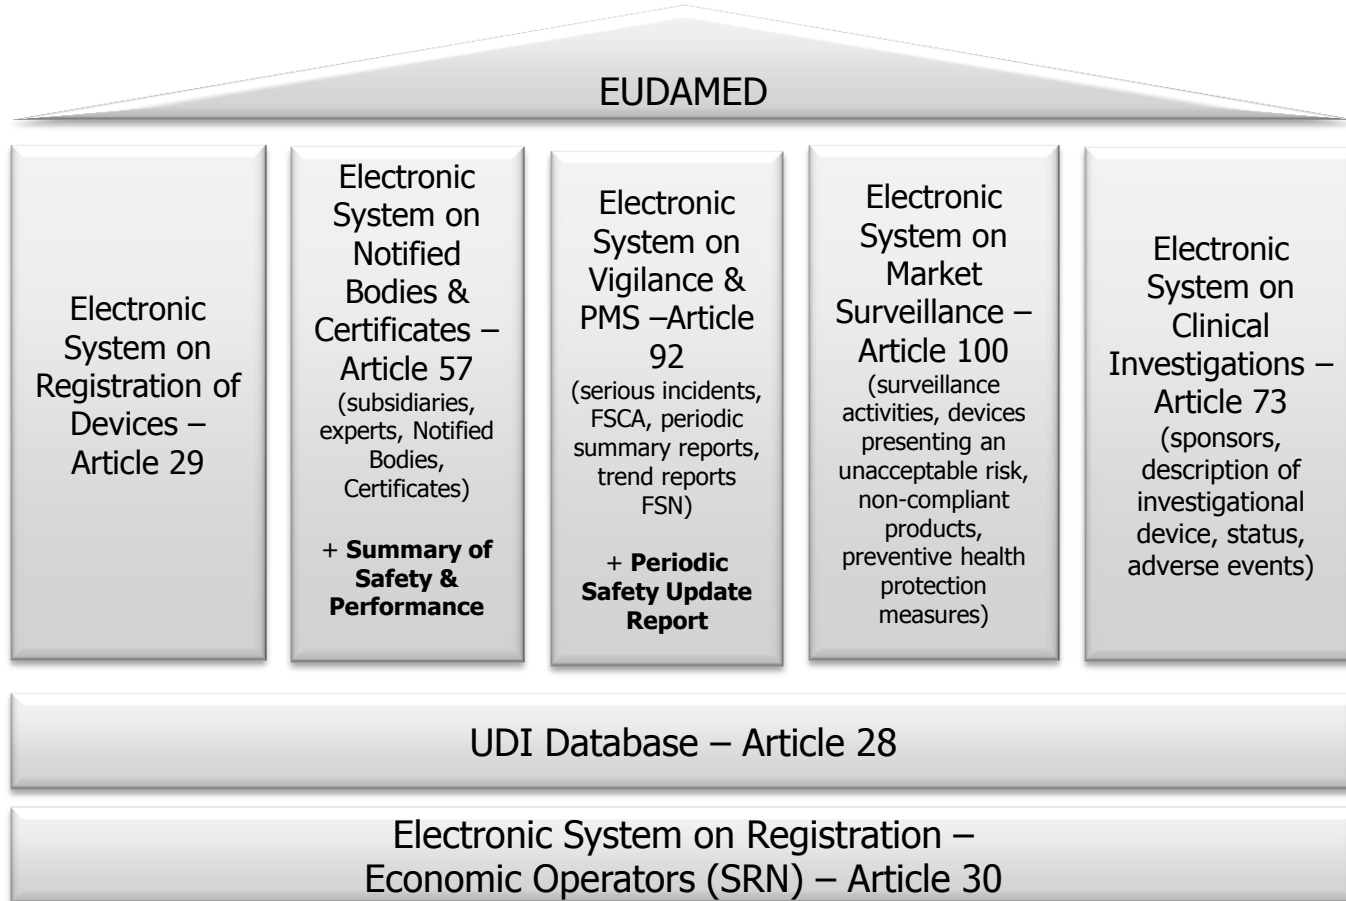 EUDAMED
Electronic
System on
Registration of
Devices –
Article 29
Electronic
System on
Notified
Bodies &
Certificates –
Article 57
(subsidiaries,
experts, Notified
Bodies,
Certificates)
+ Summary of
Safety &
Performance
Electronic
System on
Vigilance &
PMS –Article
92
(serious incidents,
FSCA, periodic
summary reports,
trend reports
FSN)
+ Periodic
Safety Update
Report
Electronic
System on
Market
Surveillance –
Article 100
(surveillance
activities, devices
presenting an
unacceptable risk,
non-compliant
products,
preventive health
protection
measures)
Electronic
System on
Clinical
Investigations –
Article 73
(sponsors,
description of
investigational
device, status,
adverse events)
UDI Database – Article 28
Electronic System on Registration –
Economic Operators (SRN) – Article 30